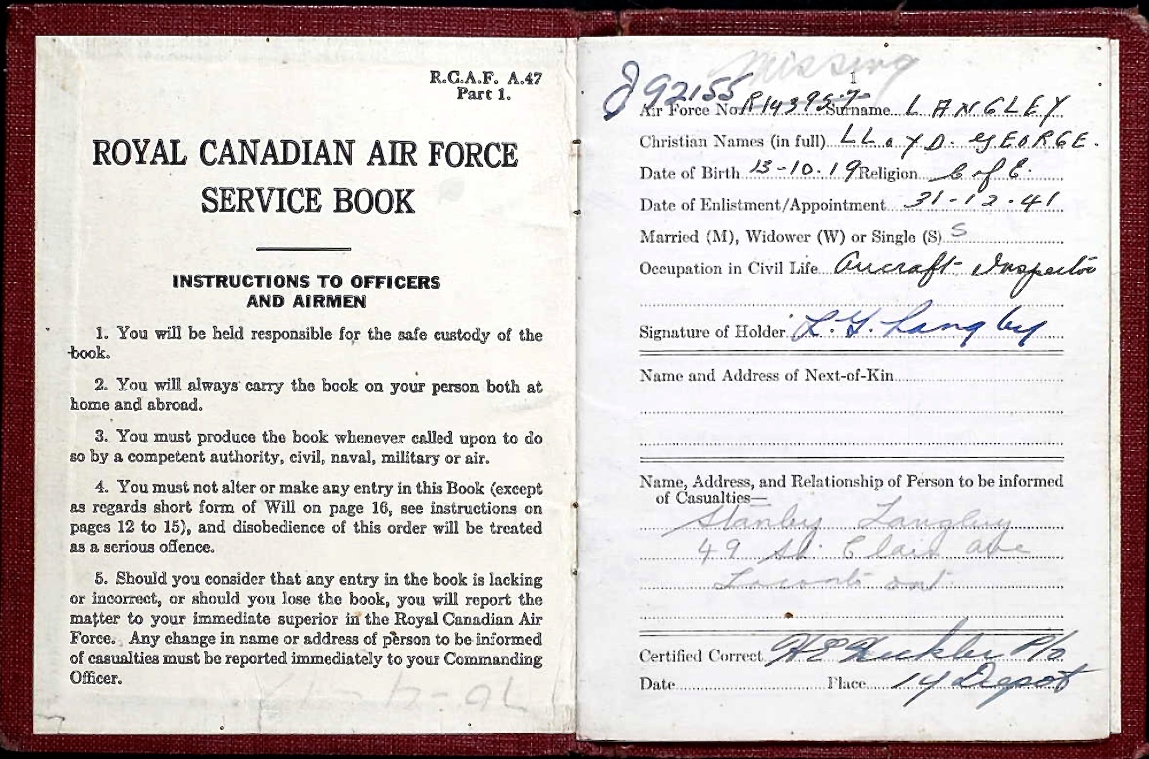 R.C.A.F. A.47
Part 1.
ROYAL CANADIAN AIR FORCE
SERVICE BOOK
INSTRUCTIONS TO OFFICERS
AND AIRMEN
1. You will be held responsible for the safe custody of the
book.
2. You will always carry the book on your person both at
home and abroad.
3. You must produce the book whenever called upon to do
so by a competent authority, civil, naval, military or air.
4. You must not alter or make any entry in this Book (except
as regards short form of Will on page 16, see instructions on
pages 12 to 15), and disobedience of this order will be treated
as a serious offence.
5. Should you consider that any entry in the book is lacking
or incorrect, or should you lose the book, you will report the
matter to your immediate superior in the Royal Canadian Air
Force. Any change in name or address of person to be informed
of casualties must be reported immediately to your Commanding
Officer.
Missing
1
J92155
Air Force No. R143957 Surname LANGLEY
Christian Names (in full) LLOYD GEORGE.
Date of Birth 13-10-19 Religion C of E.
Date of Enlistment/Appointment 31-12-41
Married (M), Widower (W) or Single (S) S
Occupation in Civil Life Aircraft Inspector
Signature of Holder L.G. Langley
Name and Address of Next-of-Kin
Name, Address, and Relationship of Person to be informed
of Casualties—
Stanley Langley
49 St. Clair ave
Toronto ont
Certified Correct P/O
Date Place 14 Depot